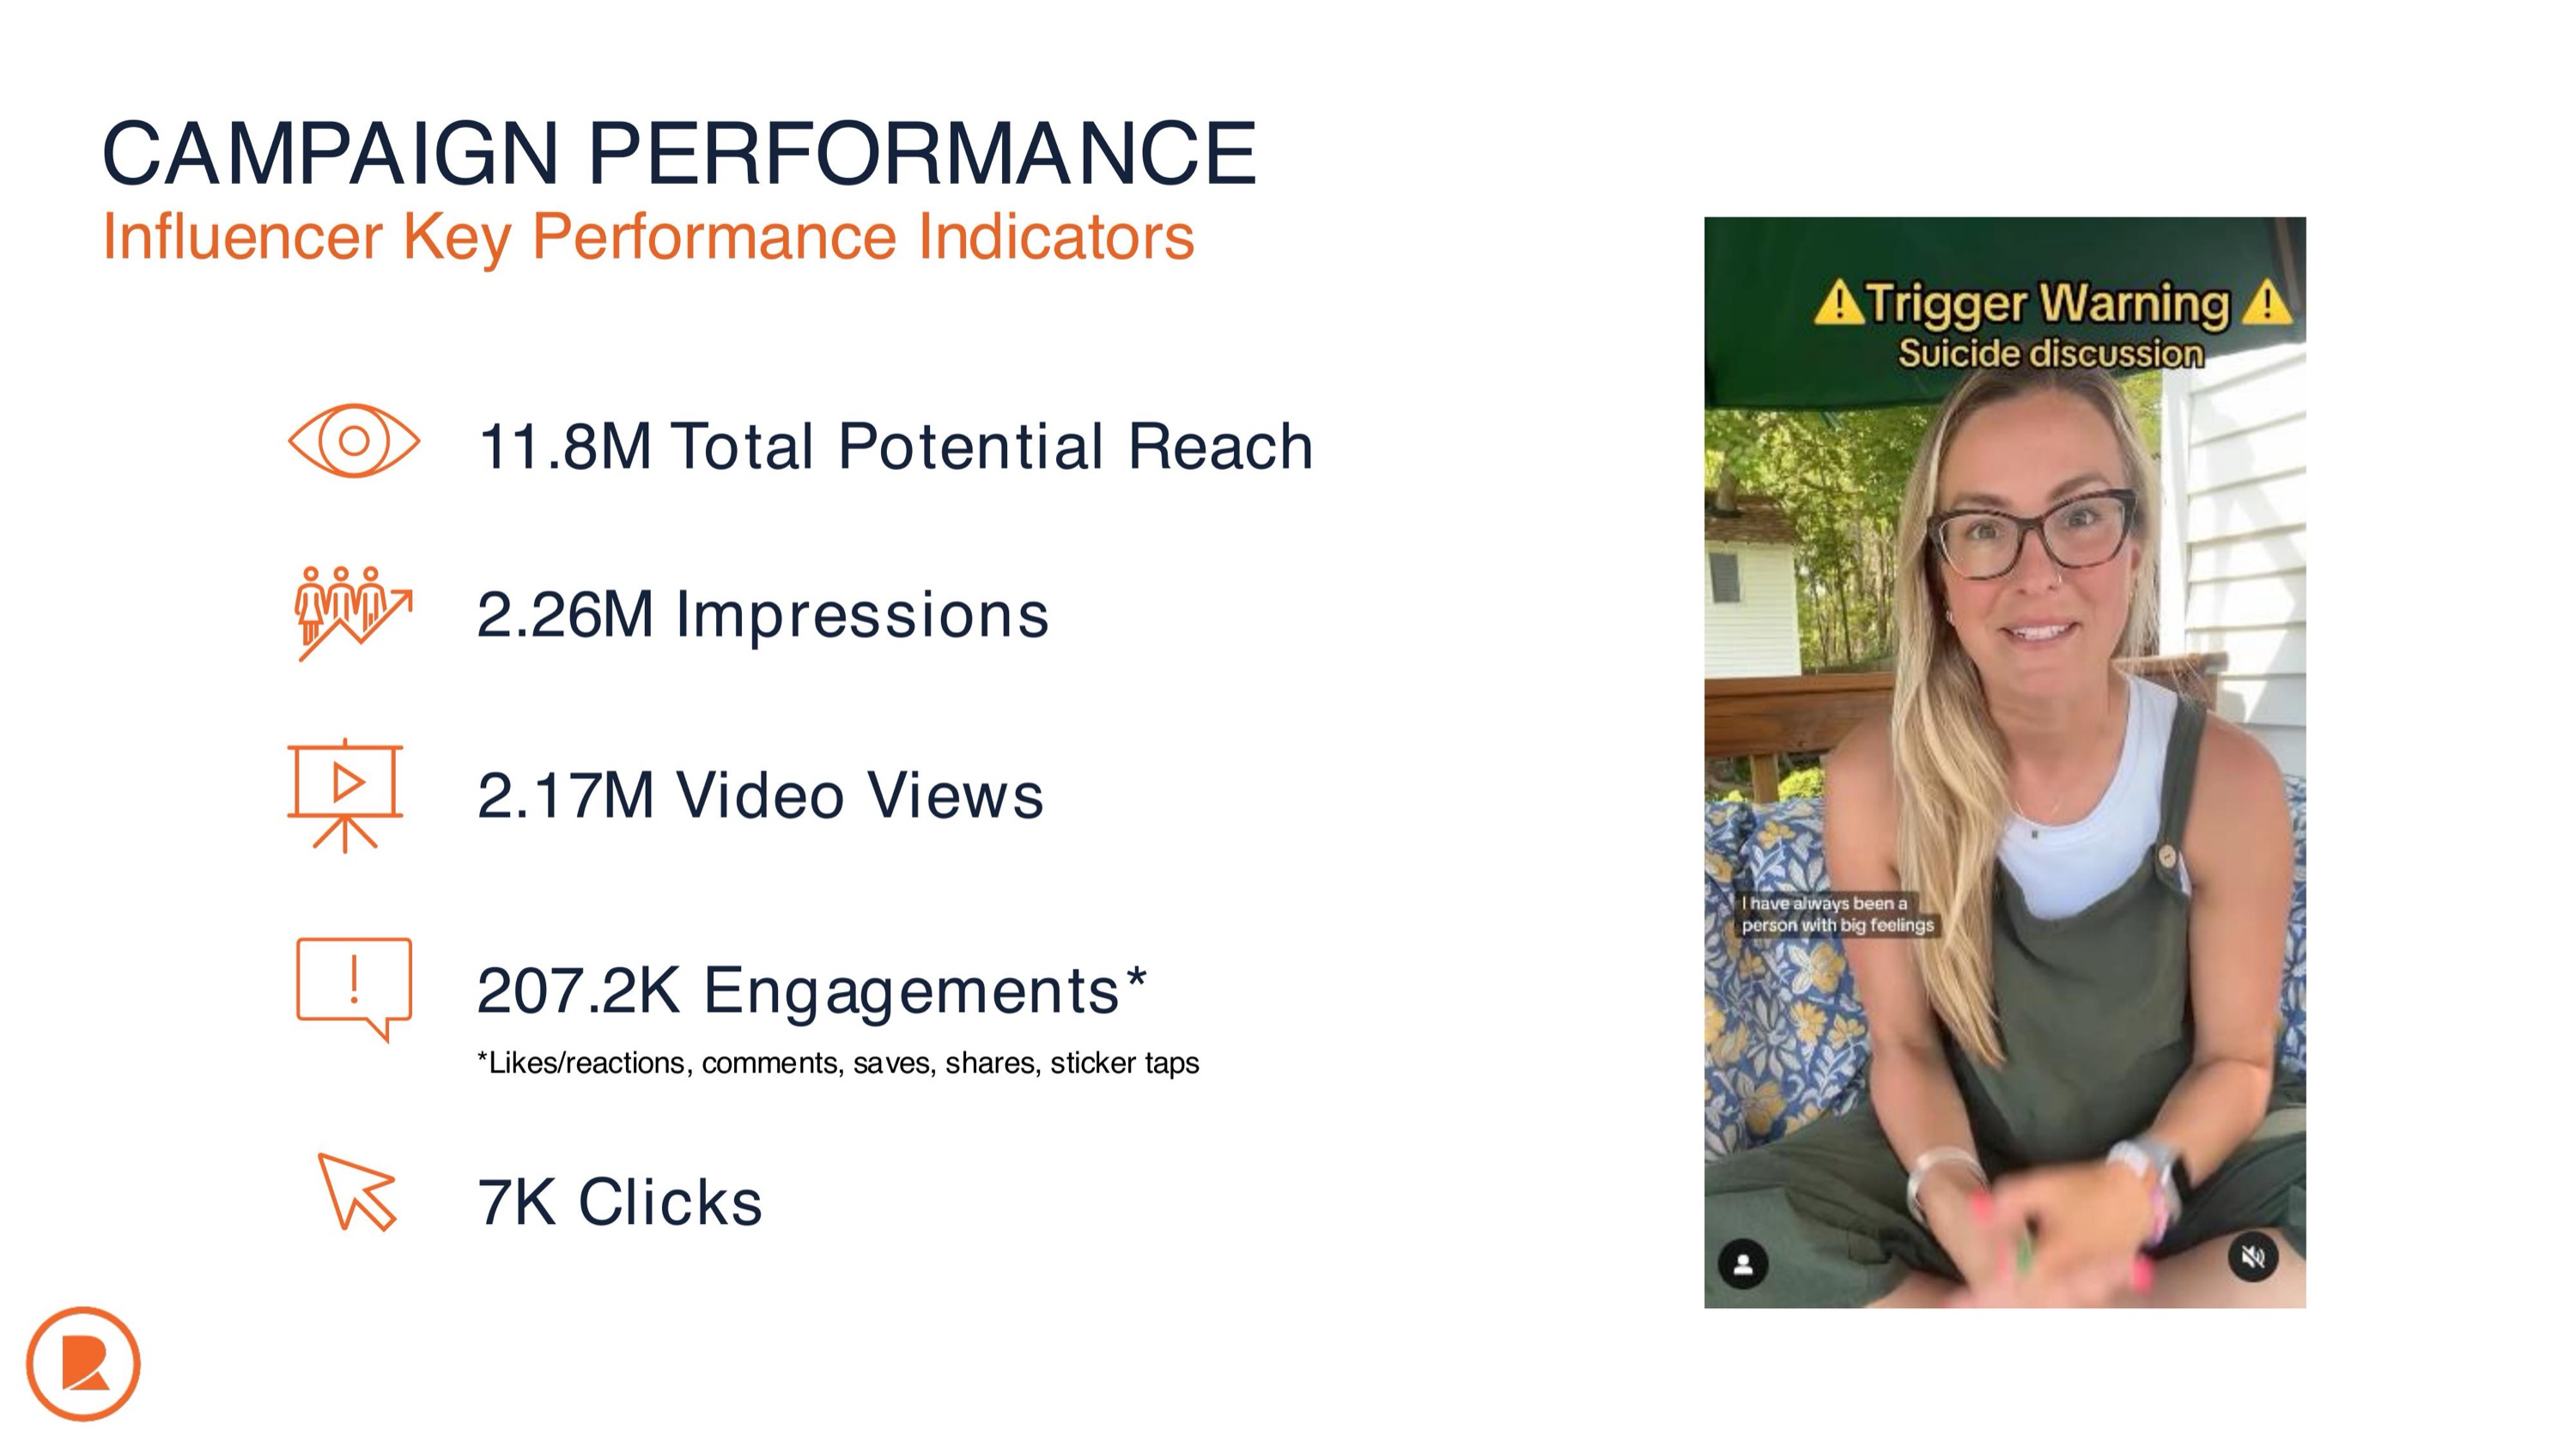 CAMPAIGN PERFORMANCE
Influencer Key Performance Indicators
11.8M Total Potential Reach
2.26M Impressions
2.17M Video Views
207.2K Engagements*
*Likes/reactions, comments, saves, shares, sticker taps
7K Clicks
⚠Trigger Warning ⚠
Suicide discussion
I have always been a
person with big feelings
R